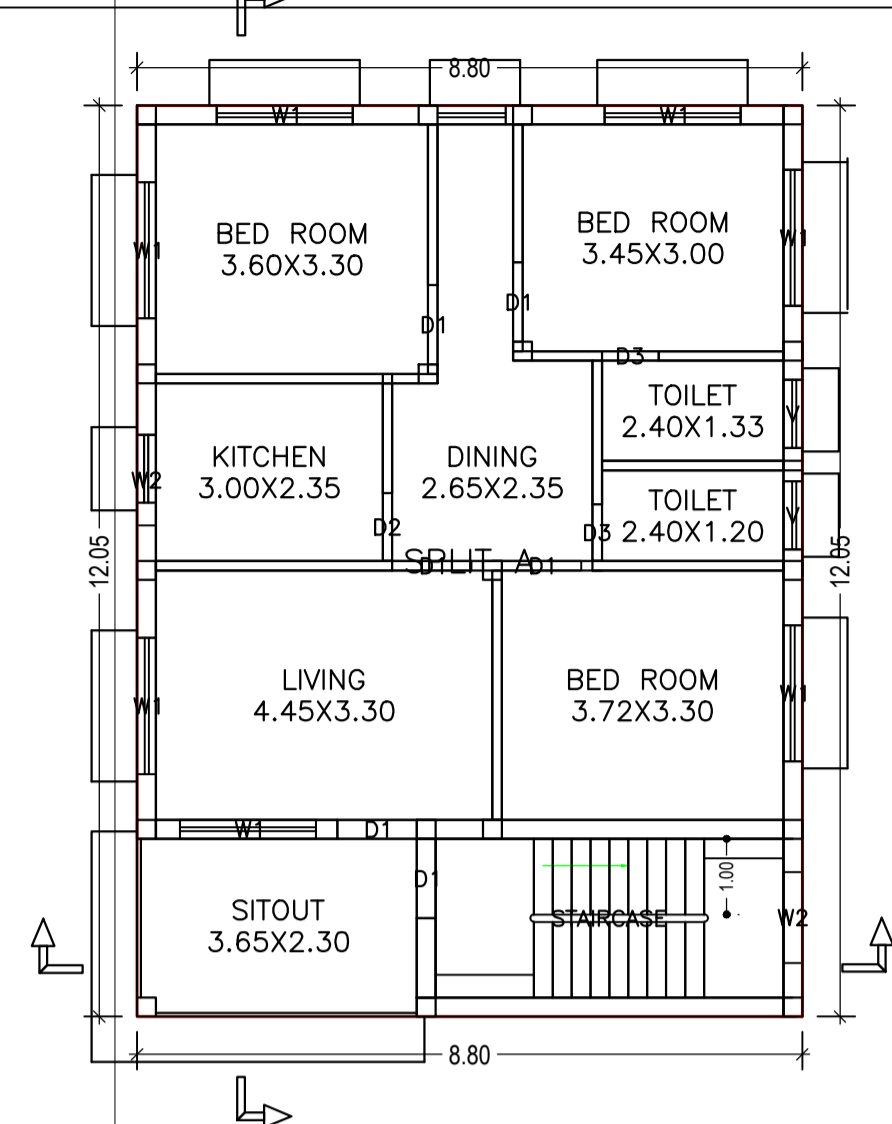 8.80
W1
W1
BED ROOM
3.60X3.30
BED ROOM
3.45X3.00
W1
W1
D1
D1
D3
TOILET
2.40X1.33
V
KITCHEN
3.00X2.35
DINING
2.65X2.35
W2
TOILET
2.40X1.20
V
D2
D3
12.05
12.05
SPLIT A
D1
D1
LIVING
4.45X3.30
BED ROOM
3.72X3.30
W1
W1
W1
D1
D1
1.00
SITOUT
3.65X2.30
STAIRCASE
W2
8.80